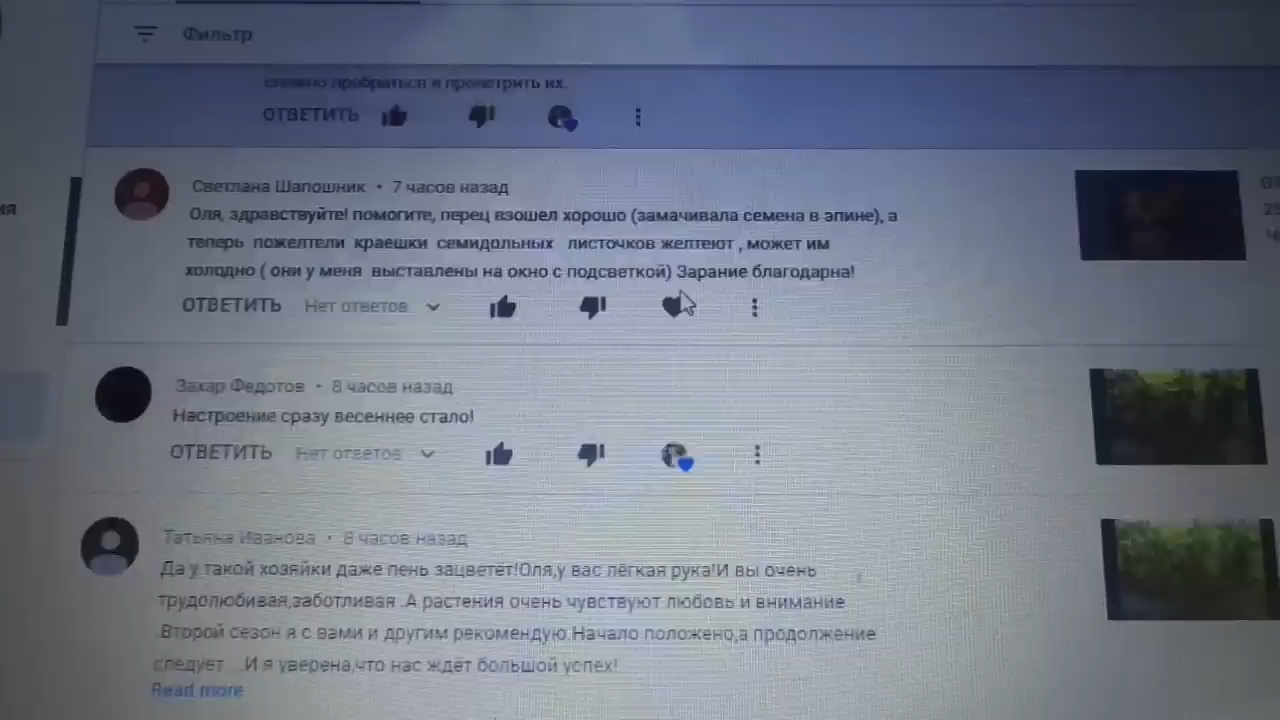 Фильтр
пробраться и проветрить их.
ОТВЕТИТЬ
Светлана Шапошник • 7 часов назад
Оля, здравствуйте! помогите, перец взошел хорошо (замачивала семена в эпине), а
теперь пожелтели краешки семидольных листочков желтеют , может им
холодно ( они у меня выставлены на окно с подсветкой) Зарание благодарна!
ОТВЕТИТЬ Нет ответов
Захар Федотов • 8 часов назад
Настроение сразу весеннее стало!
ОТВЕТИТЬ Нет ответов
Татьяна Иванова • 8 часов назад
Да у такой хозяйки даже пень зацветёт!Оля,у вас лёгкая рука!И вы очень
трудолюбивая,заботливая .А растения очень чувствуют любовь и внимание
.Второй сезон я с вами и другим рекомендую.Начало положено,а продолжение
следует ...И я уверена,что нас ждёт большой успех!
Read more